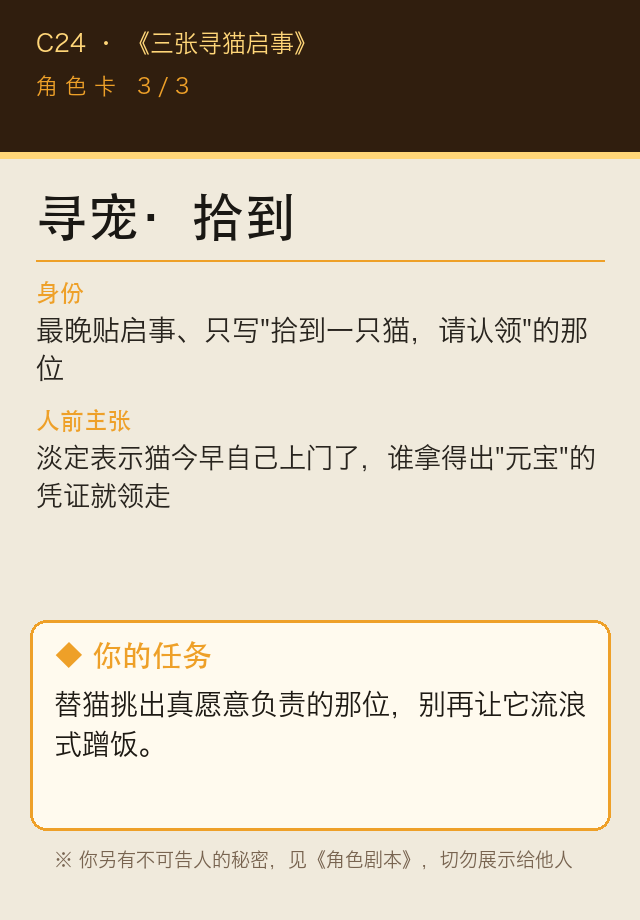 C24 · 《三张寻猫启事》
角色卡 3/3
寻宠· 拾到
身份
最晚贴启事、只写"拾到一只猫，请认领"的那
位
人前主张
淡定表示猫今早自己上门了，谁拿得出"元宝"的
凭证就领走
◆ 你的任务
替猫挑出真愿意负责的那位，别再让它流浪
式蹭饭。
※ 你另有不可告人的秘密，见《角色剧本》，切勿展示给他人